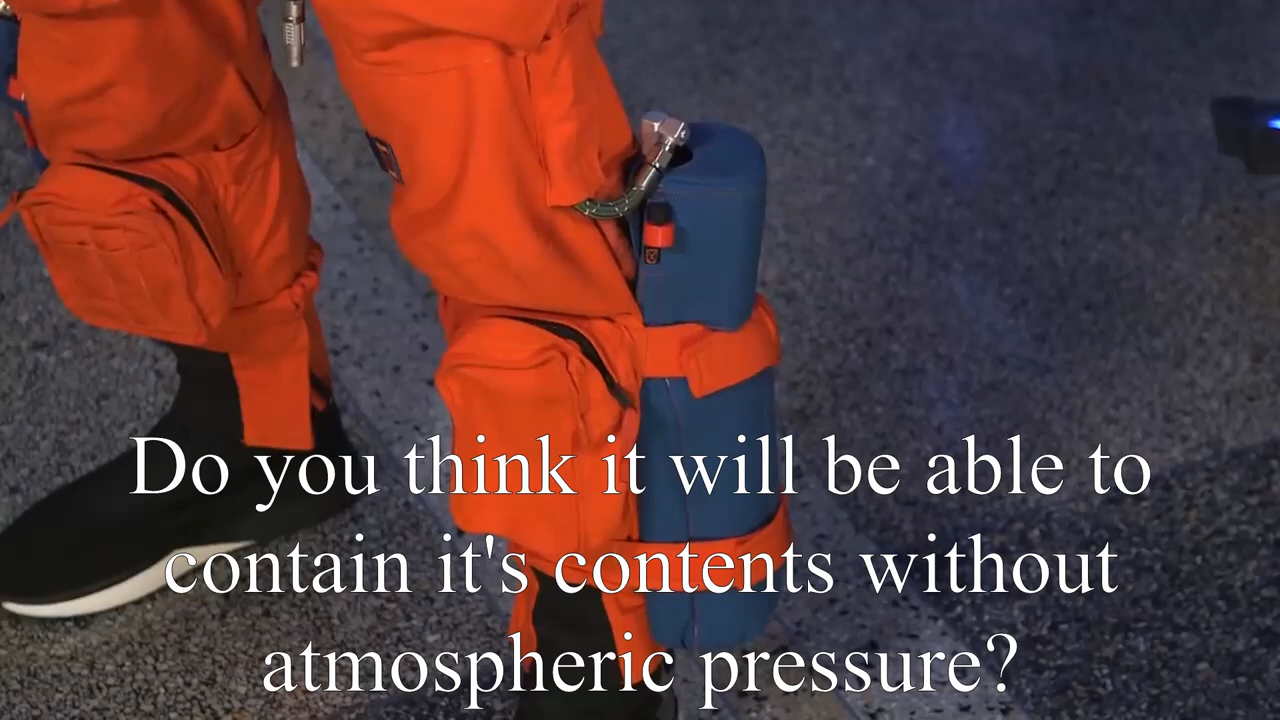 Do you think it will be able to
contain it's contents without
atmospheric pressure?